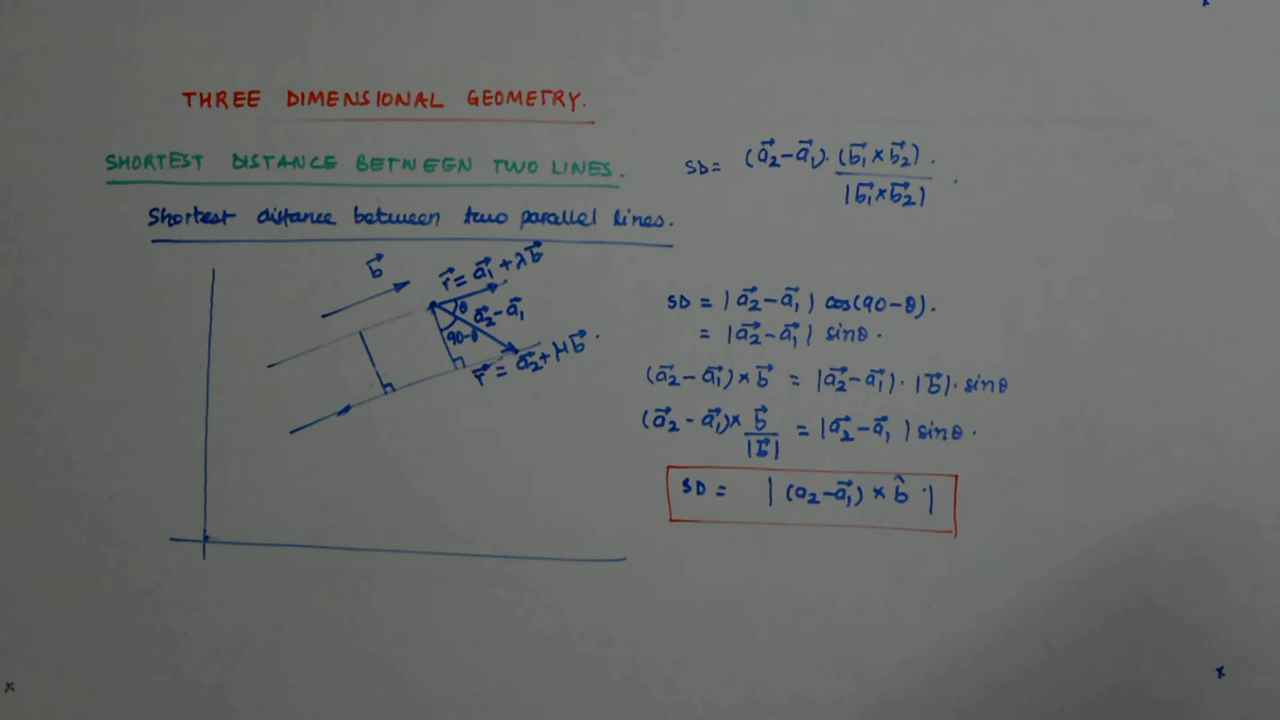 THREE DIMENSIONAL GEOMETRY.
SHORTEST DISTANCE BETWEEN TWO LINES.
Shortest distance between two parallel lines.
b⃗
r⃗ = a⃗₁ + λb⃗
θ
a⃗₂ - a⃗₁
90-θ
r⃗ = a⃗₂ + μb⃗.
SD = (a⃗₂ - a⃗₁). (b⃗₁ × b⃗₂).
|b⃗₁ × b⃗₂|.
SD = |a⃗₂ - a⃗₁| cos(90 - θ).
= |a⃗₂ - a⃗₁| sinθ.
(a⃗₂ - a⃗₁) × b⃗ = |a⃗₂ - a⃗₁|. |b⃗|. sinθ
(a⃗₂ - a⃗₁) × b⃗ / |b⃗| = |a⃗₂ - a⃗₁| sinθ.
SD = |(a₂ - a⃗₁) × b̂.|